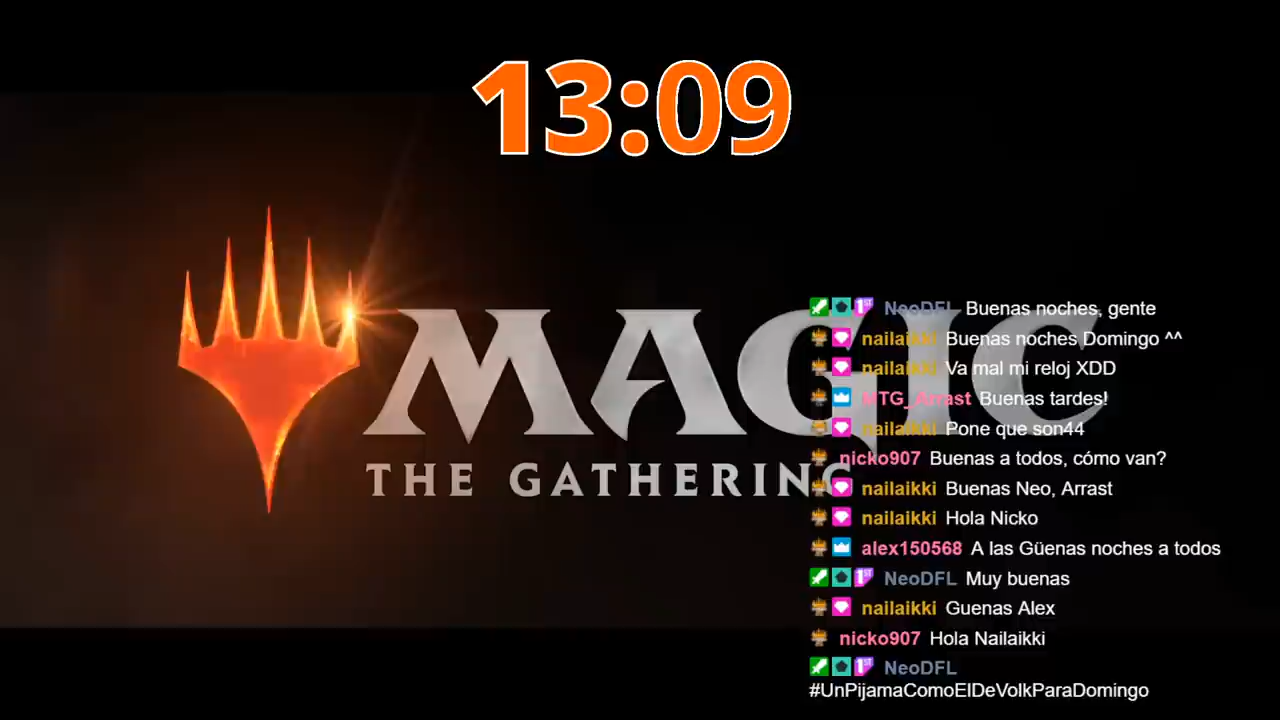 13:09
MAGIC
THE GATHERING
NeoDFL Buenas noches, gente
nailaikki Buenas noches Domingo ^^
nailaikki Va mal mi reloj XDD
MTG_Arrast Buenas tardes!
nailaikki Pone que son44
nicko907 Buenas a todos, cómo van?
nailaikki Buenas Neo, Arrast
nailaikki Hola Nicko
alex150568 A las Güenas noches a todos
NeoDFL Muy buenas
nailaikki Guenas Alex
nicko907 Hola Nailaikki
NeoDFL
#UnPijamaComoElDeVolkParaDomingo